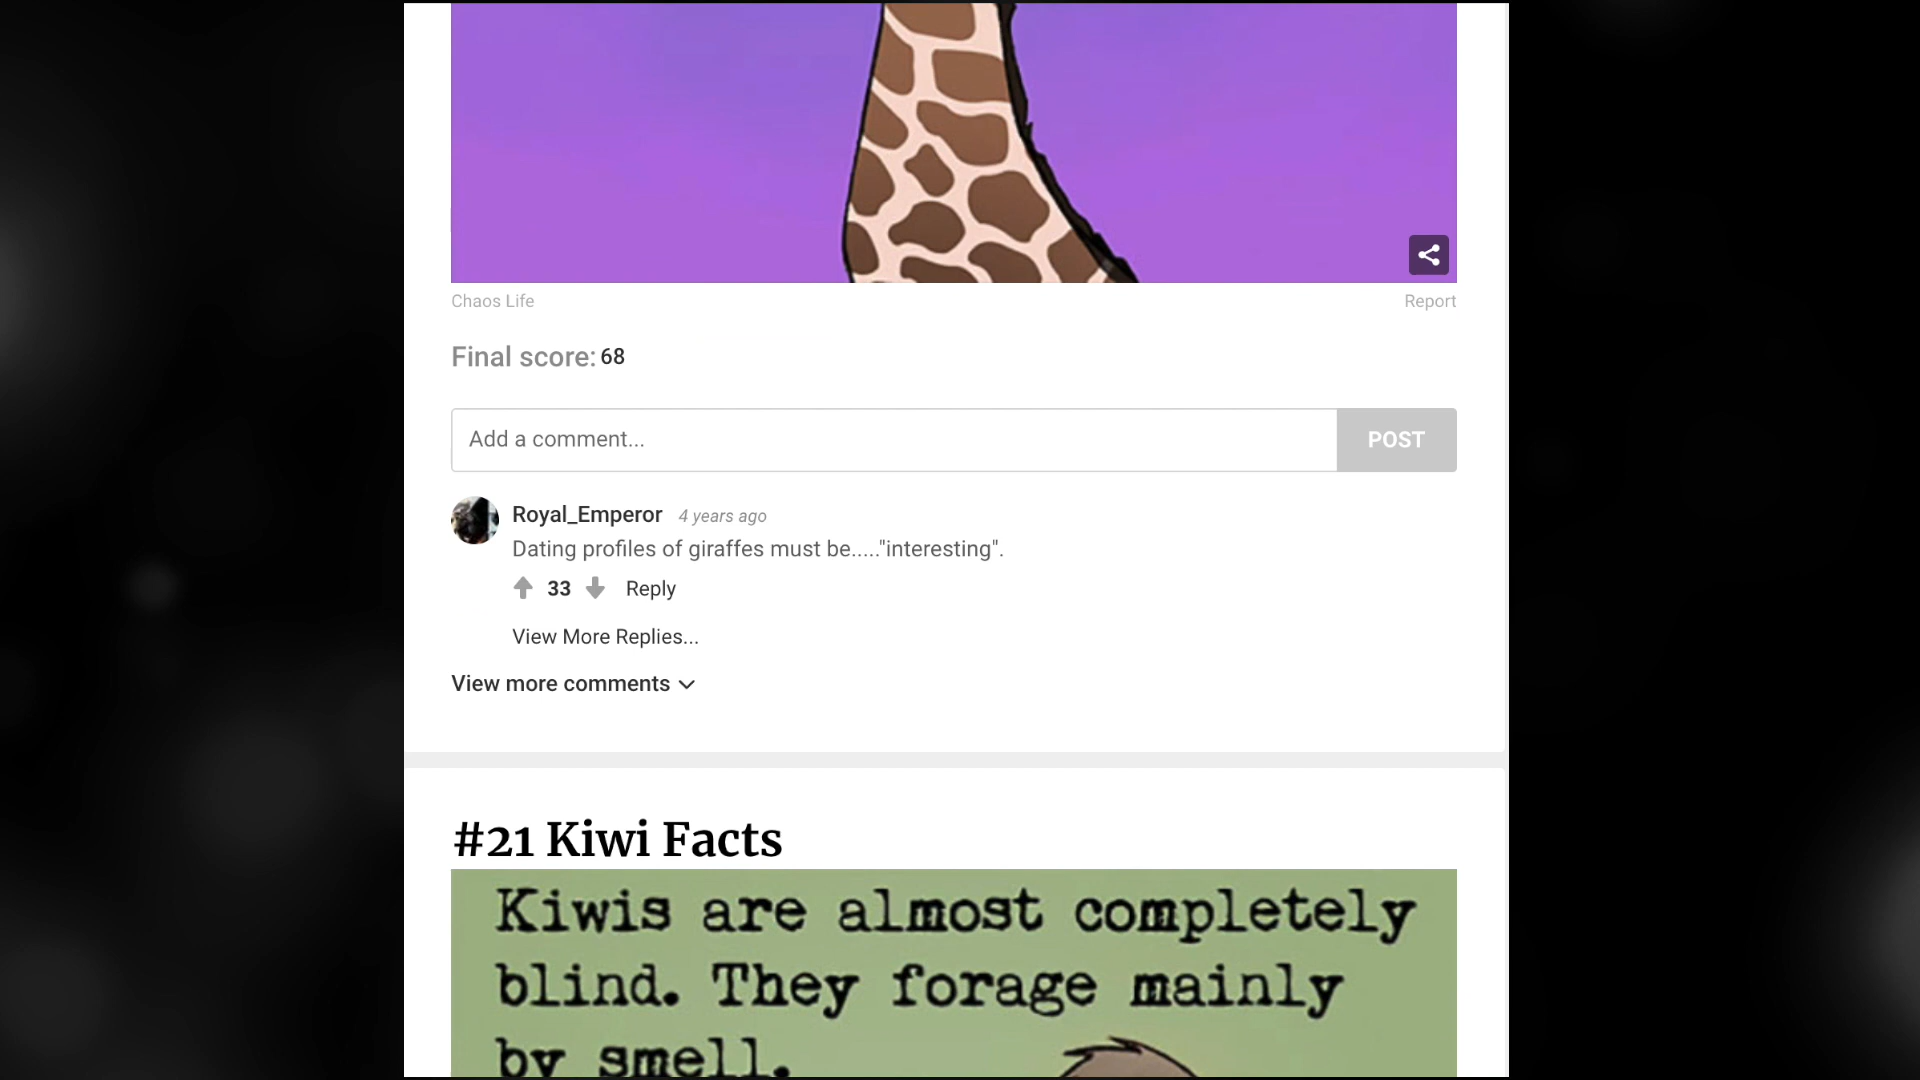 Chaos Life
Report
Final score: 68
Add a comment...
POST
Royal_Emperor 4 years ago
Dating profiles of giraffes must be....."interesting".
33 Reply
View More Replies...
View more comments
#21 Kiwi Facts
Kiwis are almost completely
blind. They forage mainly
by smell.